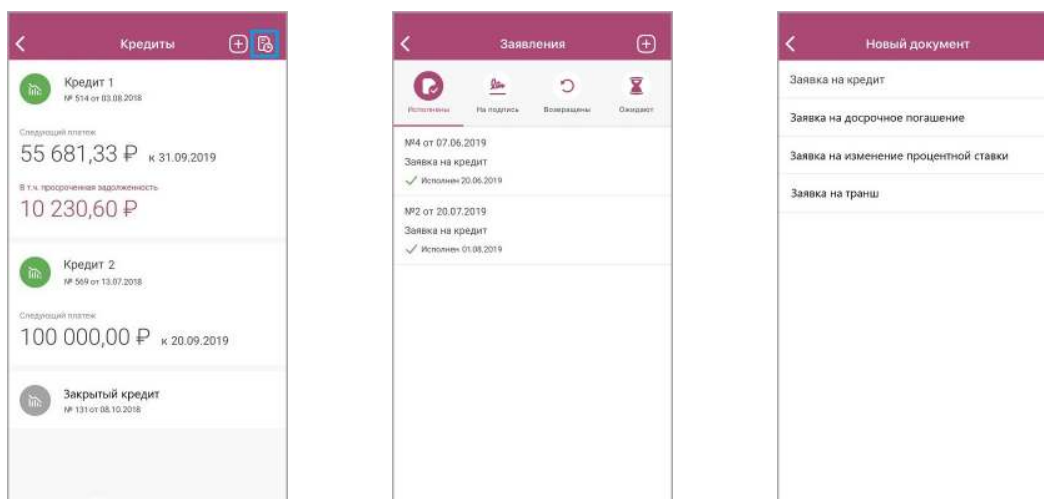 Кредиты
Кредит 1
№ 514 от 03.08.2018
Следующий платеж
55 681,33 ₽ к 31.09.2019
В т.ч. просроченная задолженность
10 230,60 ₽
Кредит 2
№ 569 от 13.07.2018
Следующий платеж
100 000,00 ₽ к 20.09.2019
Закрытый кредит
№ 131 от 08.10.2018
Заявления
Исполнены На подпись Возвращены Ожидают
№4 от 07.06.2019
Заявка на кредит
Исполнен 20.06.2019
№2 от 20.07.2019
Заявка на кредит
Исполнен 01.08.2019
Новый документ
Заявка на кредит
Заявка на досрочное погашение
Заявка на изменение процентной ставки
Заявка на транш